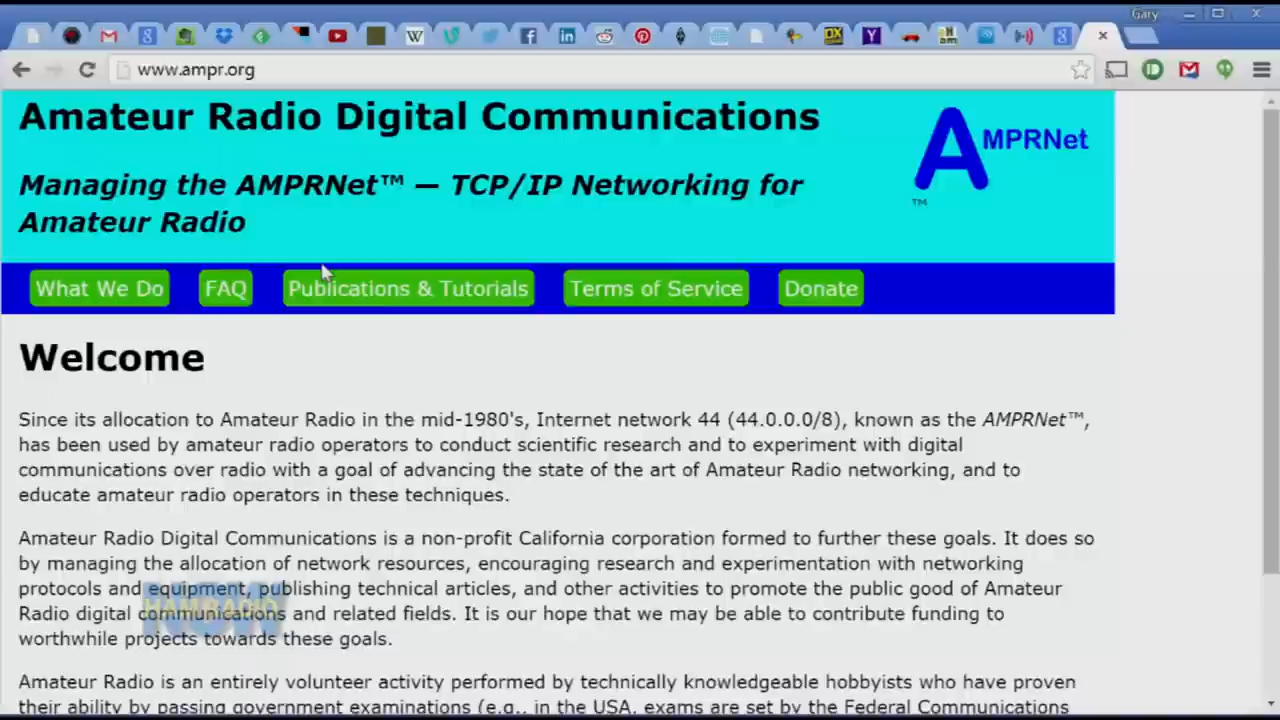 Gary
www.ampr.org
Amateur Radio Digital Communications
AMPRNet
TM
Managing the AMPRNet™ — TCP/IP Networking for
Amateur Radio
What We Do FAQ Publications & Tutorials Terms of Service Donate
Welcome
Since its allocation to Amateur Radio in the mid-1980's, Internet network 44 (44.0.0.0/8), known as the AMPRNet™,
has been used by amateur radio operators to conduct scientific research and to experiment with digital
communications over radio with a goal of advancing the state of the art of Amateur Radio networking, and to
educate amateur radio operators in these techniques.
Amateur Radio Digital Communications is a non-profit California corporation formed to further these goals. It does so
by managing the allocation of network resources, encouraging research and experimentation with networking
protocols and equipment, publishing technical articles, and other activities to promote the public good of Amateur
Radio digital communications and related fields. It is our hope that we may be able to contribute funding to
worthwhile projects towards these goals.
HAM RADIO
NOW
Amateur Radio is an entirely volunteer activity performed by technically knowledgeable hobbyists who have proven
their ability by passing government examinations (e.g., in the USA, exams are set by the Federal Communications